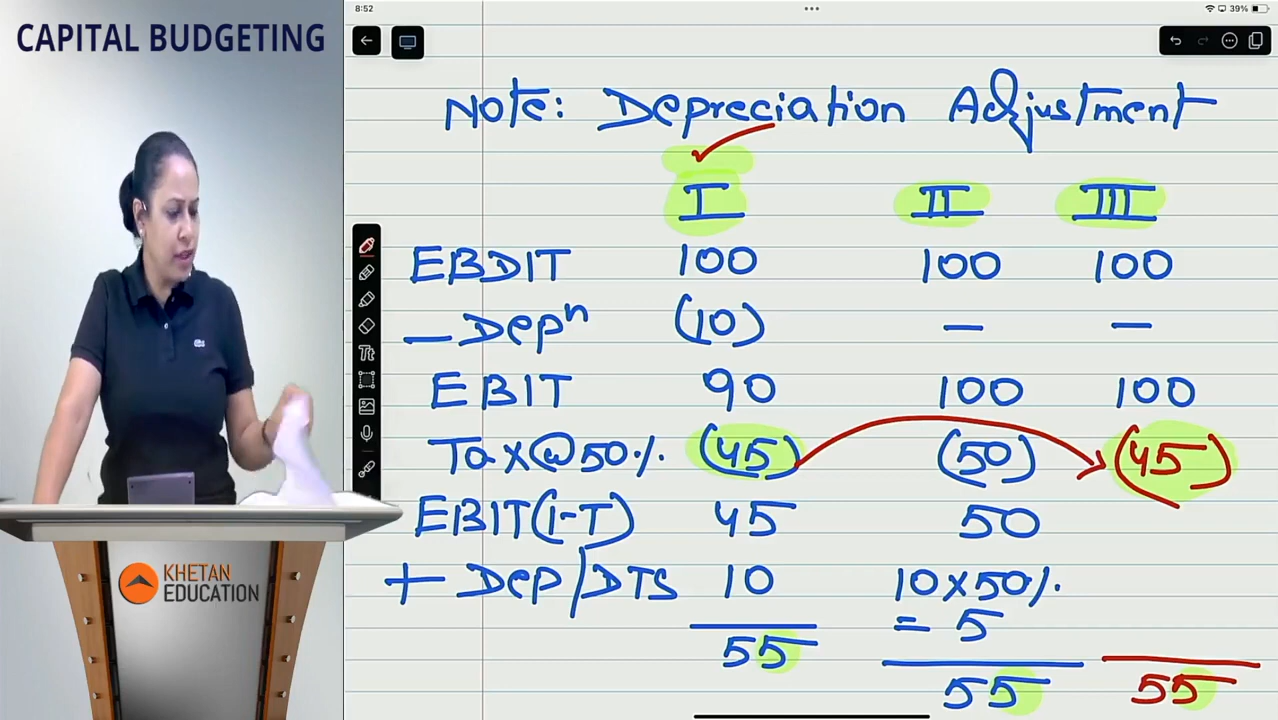 CAPITAL BUDGETING
8:52
39%
Note: Depreciation Adjustment
I II III
EBDIT 100 100 100
– Depⁿ (10) – –
EBIT 90 100 100
Tax@50%. (45) (50) (45)
EBIT(1-T) 45 50
+ Dep/DTS 10 10x50%.
= 5
55 55 55
Tt
KHETAN
EDUCATION